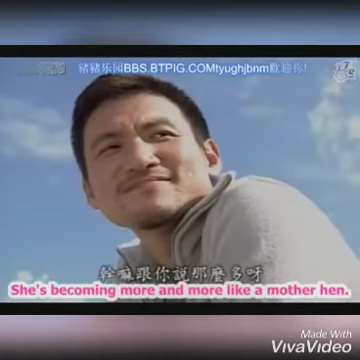 豬豬乐园BBS.BTPIG.COMtyughjbnm歡迎你!
幹嘛跟你說那麼多呀
She's becoming more and more like a mother hen.
Made With
VivaVideo